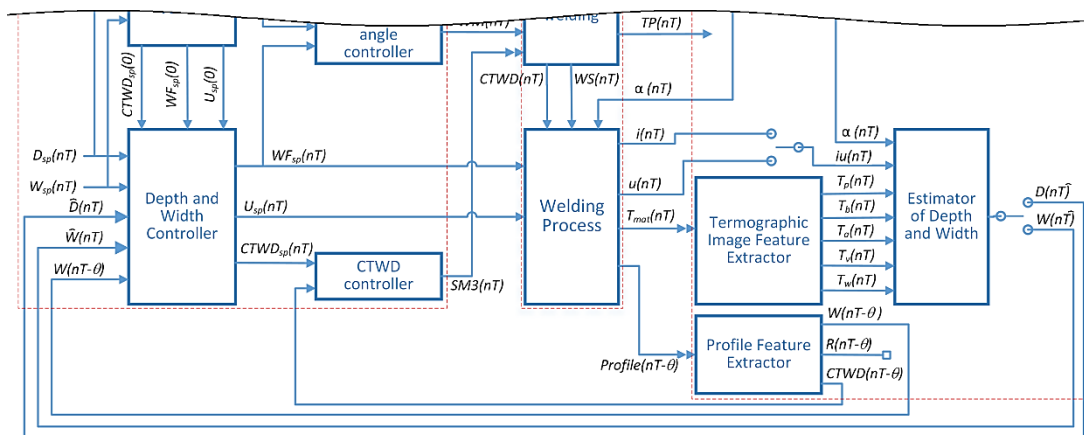 angle
controller
TP(nT)
CTWD(nT)
WS(nT)
CTWDsp(0)
WFsp(0)
Usp(0)
α (nT)
Dsp(nT)
Wsp(nT)
D̂(nT)
Ŵ(nT)
W(nT-θ)
Depth and
Width
Controller
WFsp(nT)
Usp(nT)
CTWDsp(nT)
CTWD
controller
SM3(nT)
Welding
Process
i(nT)
u(nT)
Tmat(nT)
Profile(nT-θ)
Termographic
Image Feature
Extractor
Profile Feature
Extractor
α (nT)
iu(nT)
Tp(nT)
Tb(nT)
To(nT)
Tv(nT)
Tw(nT)
W(nT-θ)
R(nT-θ)
CTWD(nT-θ)
Estimator
of Depth
and Width
D(nT̂)
W(nT̂)